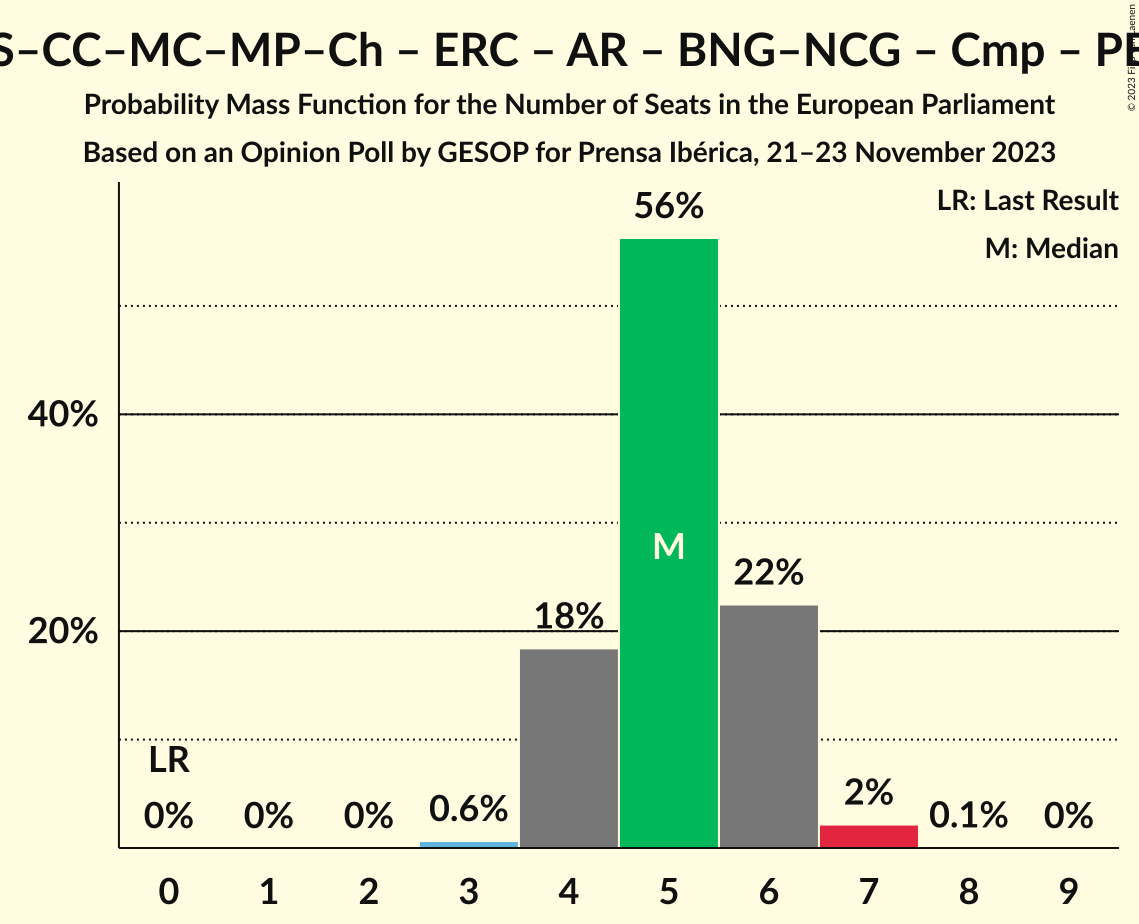 S–CC–MC–MP–Ch – ERC – AR – BNG–NCG – Cmp – PE
Probability Mass Function for the Number of Seats in the European Parliament
Based on an Opinion Poll by GESOP for Prensa Ibérica, 21–23 November 2023
© 2023
LR: Last Result
M: Median
56%
40%
M
22%
18%
20%
LR
2%
0% 0% 0% 0.6% 0.1% 0%
0 1 2 3 4 5 6 7 8 9